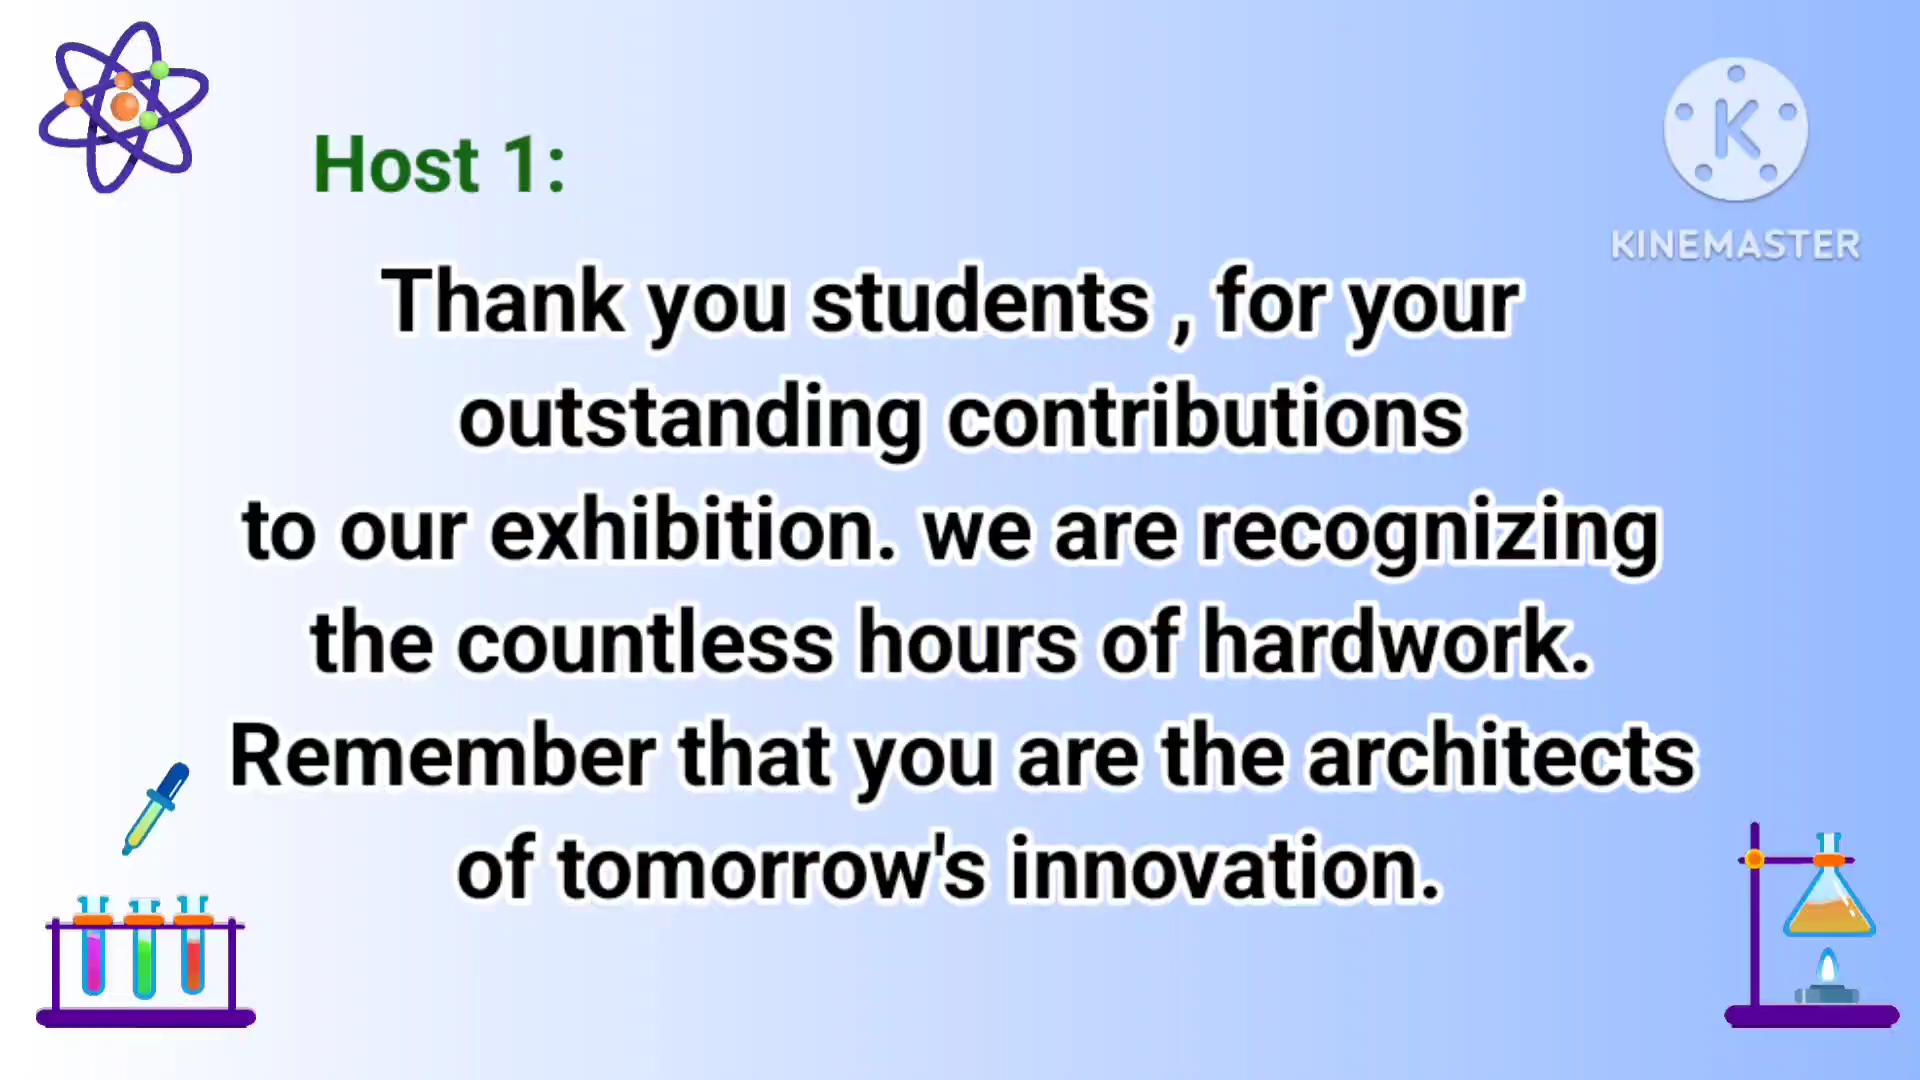 Host 1:
K
KINEMASTER
Thank you students , for your
outstanding contributions
to our exhibition. we are recognizing
the countless hours of hardwork.
Remember that you are the architects
of tomorrow's innovation.